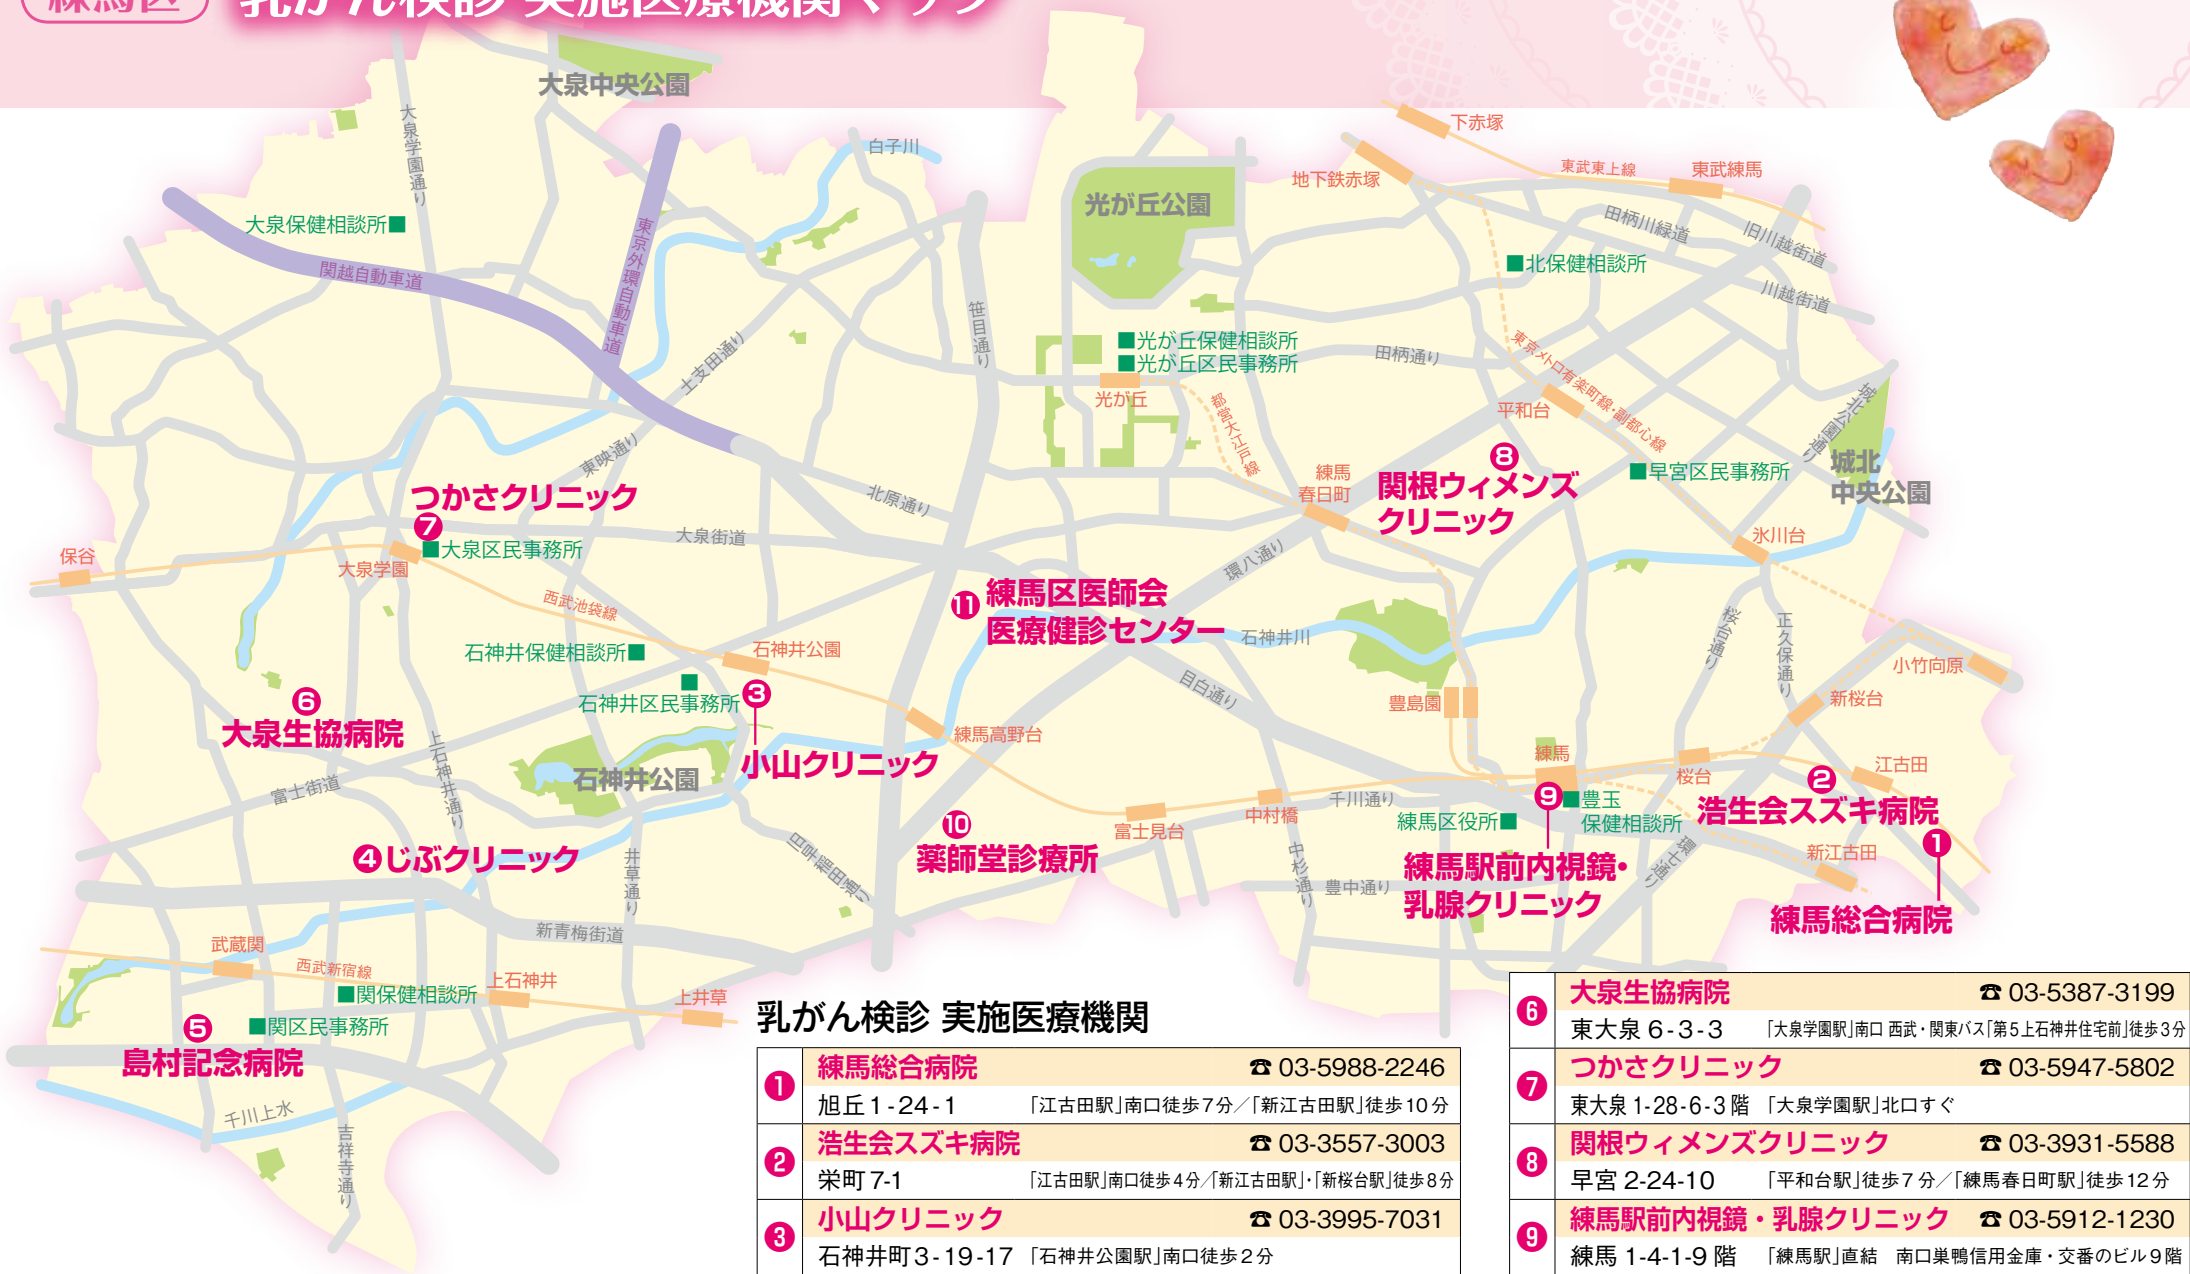 練馬区 乳がん検診 実施医療機関マップ
大泉中央公園
大泉学園通り
白子川
下赤塚
地下鉄赤塚
東武東上線
東武練馬
光が丘公園
大泉保健相談所■
関越自動車道
東京外環自動車道
田柄川緑道
旧川越街道
■北保健相談所
川越街道
笹目通り
土支田通り
■光が丘保健相談所
■光が丘区民事務所
田柄通り
東京メトロ有楽町線・副都心線
光が丘
都営大江戸線
平和台
城北公園通り
東映通り
北原通り
練馬
春日町
❽
関根ウィメンズ
クリニック
■早宮区民事務所
城北
中央公園
つかさクリニック
❼
■大泉区民事務所
大泉街道
保谷
大泉学園
西武池袋線
環八通り
氷川台
⓫ 練馬区医師会
医療健診センター
石神井川
桜台通り
正久保通り
石神井保健相談所■
石神井公園
小竹向原
■
石神井区民事務所
❸
目白通り
豊島園
新桜台
❻
大泉生協病院
上石神井通り
練馬高野台
小山クリニック
石神井公園
練馬
桜台
江古田
富士街道
千川通り
❾
■豊玉
保健相談所
❷
浩生会スズキ病院
中村橋
練馬区役所■
富士見台
❿
薬師堂診療所
❹じぶクリニック
井草通り
旧早稲田通り
中杉通り
豊中通り
練馬駅前内視鏡・
乳腺クリニック
環七通り
新江古田
❶
練馬総合病院
新青梅街道
武蔵関
西武新宿線
■関保健相談所
上石神井
上井草
❺
■関区民事務所
島村記念病院
千川上水
吉祥寺通り
乳がん検診 実施医療機関
❶ 練馬総合病院 ☎ 03-5988-2246
旭丘1-24-1 「江古田駅」南口徒歩7分／「新江古田駅」徒歩10分
❷ 浩生会スズキ病院 ☎ 03-3557-3003
栄町7-1 「江古田駅」南口徒歩4分／「新江古田駅」・「新桜台駅」徒歩8分
❸ 小山クリニック ☎ 03-3995-7031
石神井町3-19-17 「石神井公園駅」南口徒歩2分
❻ 大泉生協病院 ☎ 03-5387-3199
東大泉6-3-3 「大泉学園駅」南口 西武・関東バス「第5上石神井住宅前」徒歩3分
❼ つかさクリニック ☎ 03-5947-5802
東大泉1-28-6-3階 「大泉学園駅」北口すぐ
❽ 関根ウィメンズクリニック ☎ 03-3931-5588
早宮2-24-10 「平和台駅」徒歩7分／「練馬春日町駅」徒歩12分
❾ 練馬駅前内視鏡・乳腺クリニック ☎ 03-5912-1230
練馬1-4-1-9階 「練馬駅」直結 南口巣鴨信用金庫・交番のビル9階